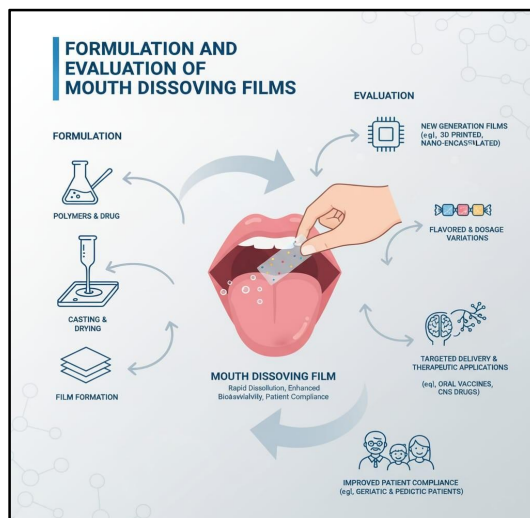 FORMULATION AND
EVALUATION OF
MOUTH DISSOVING FILMS
FORMULATION
POLYMERS & DRUG
CASTING &
DRYING
FILM FORMATION
MOUTH DISSOVING FILM
Rapid Dissolution, Enhanced
Patient Compliance
EVALUATION
NEW GENERATION FILMS
(egl, 3D PRINTED,
FLAVORED & DOSAGE
VARIATIONS
TARGETED DELIVERY &
THERAPEUTIC APPLICATIONS
(eql, ORAL VACCINES,
CNS DRUGS)
IMPROVED PATIENT COMPLIANCE
(egl, GERIATIC & PEDICTIC PATIENTS)